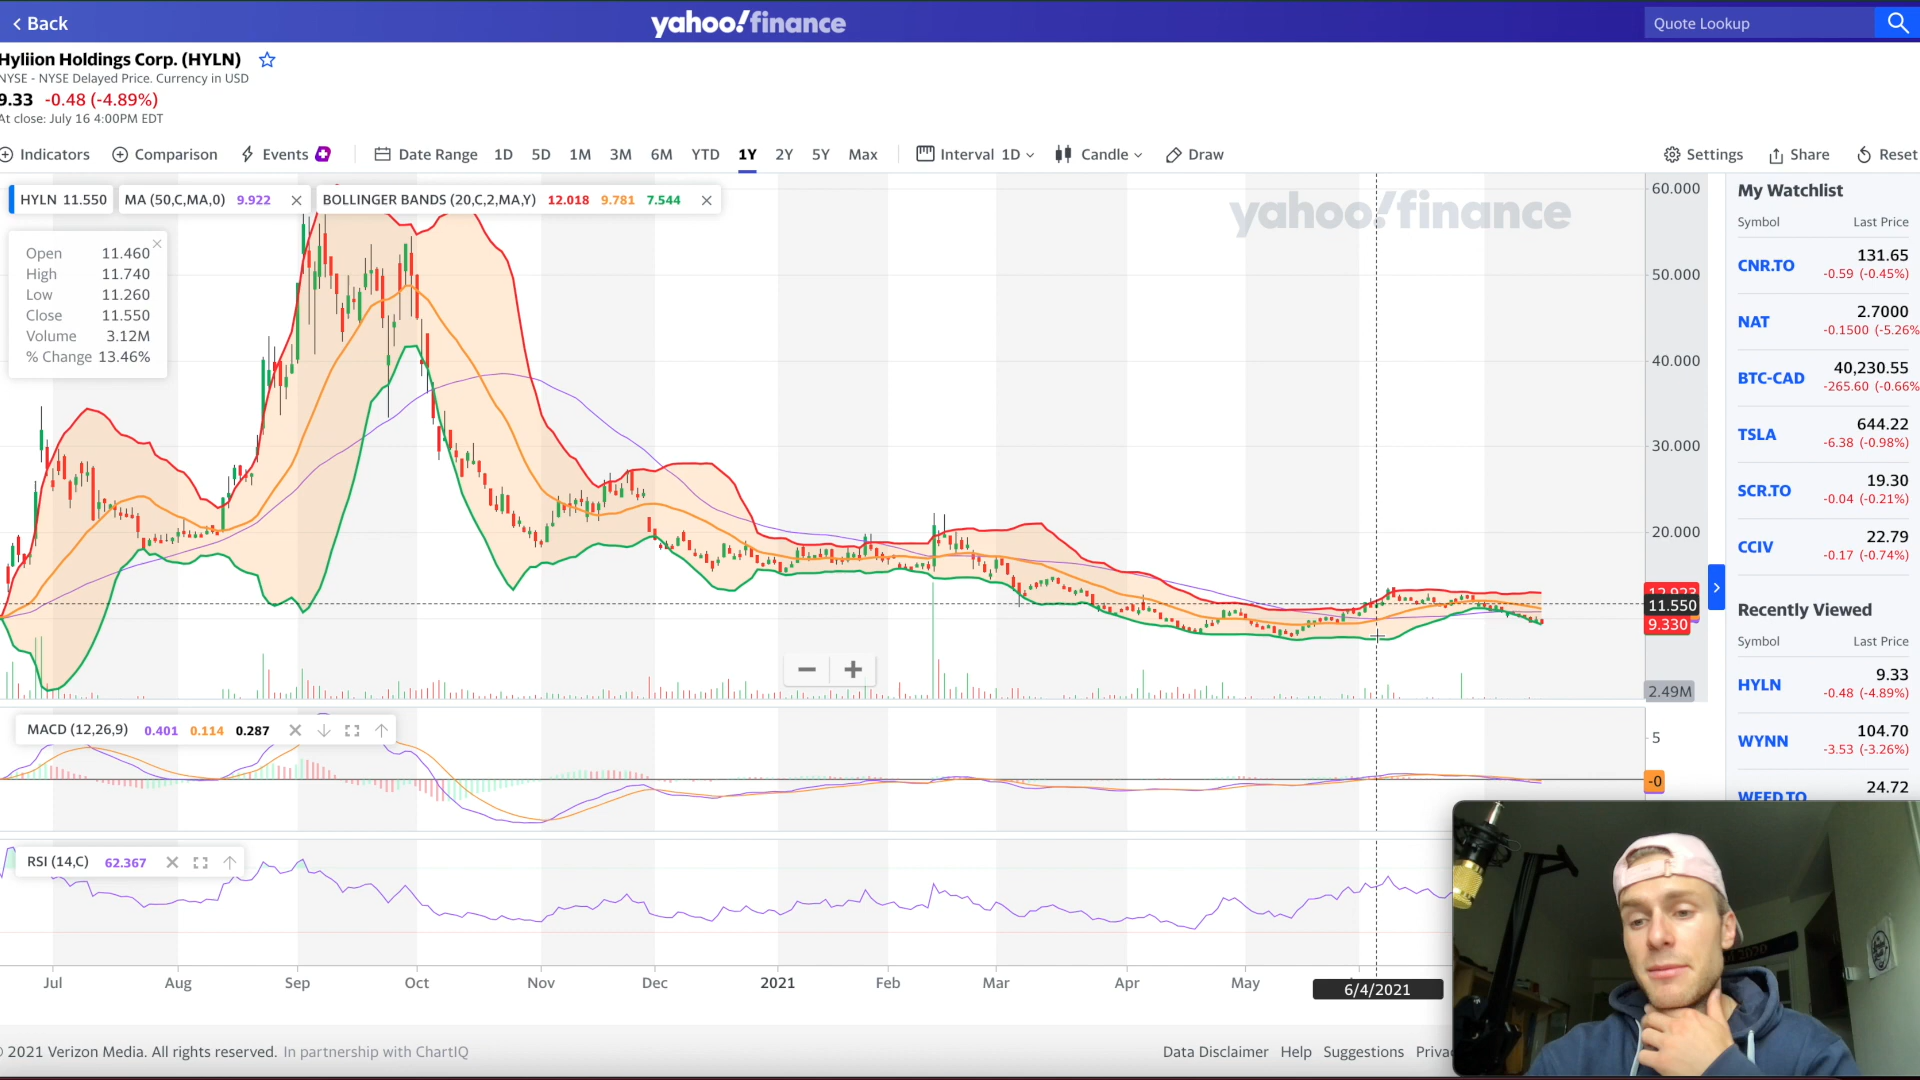 Back
yahoo!finance
Quote Lookup
Hyliion Holdings Corp. (HYLN)
NYSE - NYSE Delayed Price. Currency in USD
9.33 -0.48 (-4.89%)
At close: July 16 4:00PM EDT
Indicators Comparison Events Date Range 1D 5D 1M 3M 6M YTD 1Y 2Y 5Y Max Interval 1D Candle Draw Settings Share Reset
HYLN 11.550 MA (50,C,MA,0) 9.922 BOLLINGER BANDS (20,C,2,MA,Y) 12.018 9.781 7.544
yahoo!finance
Open 11.460
High 11.740
Low 11.260
Close 11.550
Volume 3.12M
% Change 13.46%
60.000
50.000
40.000
30.000
20.000
11.550
9.330
2.49M
MACD (12,26,9) 0.401 0.114 0.287
5
-0
RSI (14,C) 62.367
Jul Aug Sep Oct Nov Dec 2021 Feb Mar Apr May 6/4/2021
My Watchlist
Symbol Last Price
CNR.TO 131.65
-0.59 (-0.45%)
NAT 2.7000
-0.1500 (-5.26%
BTC-CAD 40,230.55
-265.60 (-0.66%
TSLA 644.22
-6.38 (-0.98%)
SCR.TO 19.30
-0.04 (-0.21%)
CCIV 22.79
-0.17 (-0.74%)
Recently Viewed
Symbol Last Price
HYLN 9.33
-0.48 (-4.89%)
WYNN 104.70
-3.53 (-3.26%)
WEED.TO 24.72
© 2021 Verizon Media. All rights reserved. In partnership with ChartIQ
Data Disclaimer Help Suggestions Privac